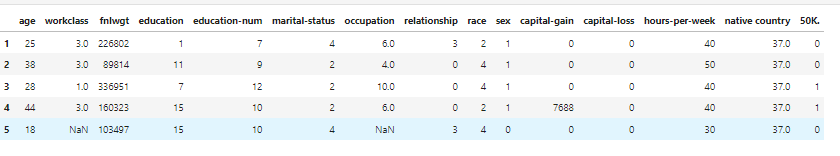 age workclass fnlwgt education education-num marital-status occupation relationship race sex capital-gain capital-loss hours-per-week native country 50K.
1 25 3.0 226802 1 7 4 6.0 3 2 1 0 0 40 37.0 0
2 38 3.0 89814 11 9 2 4.0 0 4 1 0 0 50 37.0 0
3 28 1.0 336951 7 12 2 10.0 0 4 1 0 0 40 37.0 1
4 44 3.0 160323 15 10 2 6.0 0 2 1 7688 0 40 37.0 1
5 18 NaN 103497 15 10 4 NaN 3 4 0 0 0 30 37.0 0